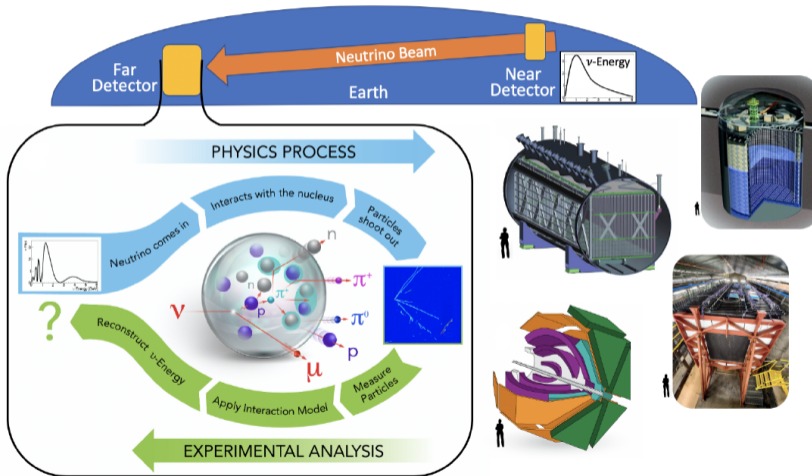 Neutrino Beam
ν-Energy
Far
Detector
Near
Detector
Earth
PHYSICS PROCESS
Neutrino comes in
Interacts with the nucleus
Particles
shoot out
n
n
π⁺
π⁺
ν
p
π⁰
p
μ
?
Reconstruct ν-Energy
Apply Interaction Model
Measure
Particles
EXPERIMENTAL ANALYSIS